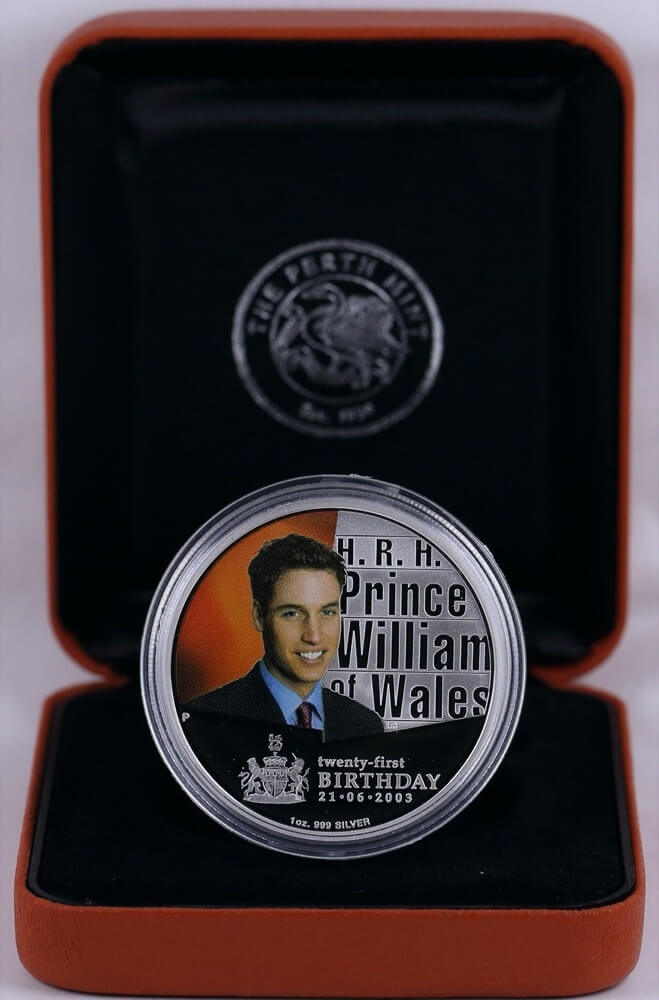 THE PERTH MINT
H. R. H.
Prince
William
of Wales
P
twenty-first
BIRTHDAY
21•06•2003
1oz. 999 SILVER